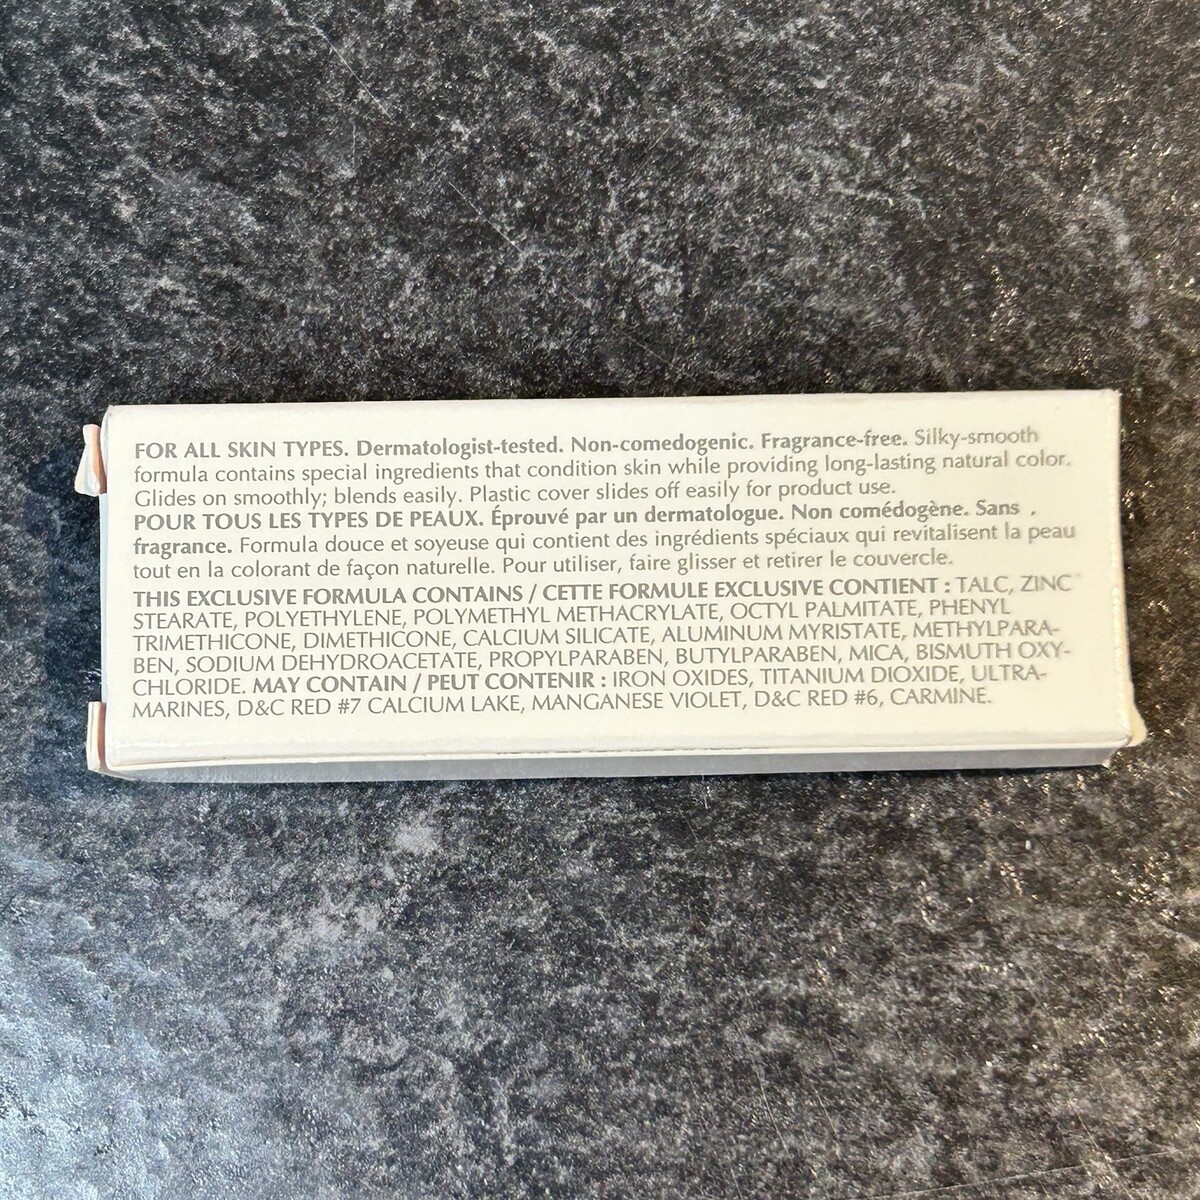 FOR ALL SKIN TYPES. Dermatologist-tested. Non-comedogenic. Fragrance-free. Silky-smooth
formula contains special ingredients that condition skin while providing long-lasting natural color.
Glides on smoothly; blends easily. Plastic cover slides off easily for product use.
POUR TOUS LES TYPES DE PEAUX. Éprouvé par un dermatologue. Non comédogène. Sans
fragrance. Formula douce et soyeuse qui contient des ingrédients spéciaux qui revitalisent la peau
tout en la colorant de façon naturelle. Pour utiliser, faire glisser et retirer le couvercle.
THIS EXCLUSIVE FORMULA CONTAINS / CETTE FORMULE EXCLUSIVE CONTIENT : TALC, ZINC
STEARATE, POLYETHYLENE, POLYMETHYL METHACRYLATE, OCTYL PALMITATE, PHENYL
TRIMETHICONE, DIMETHICONE, CALCIUM SILICATE, ALUMINUM MYRISTATE, METHYLPARA-
BEN, SODIUM DEHYDROACETATE, PROPYLPARABEN, BUTYLPARABEN, MICA, BISMUTH OXY-
CHLORIDE. MAY CONTAIN / PEUT CONTENIR : IRON OXIDES, TITANIUM DIOXIDE, ULTRA-
MARINES, D&C RED #7 CALCIUM LAKE, MANGANESE VIOLET, D&C RED #6, CARMINE.